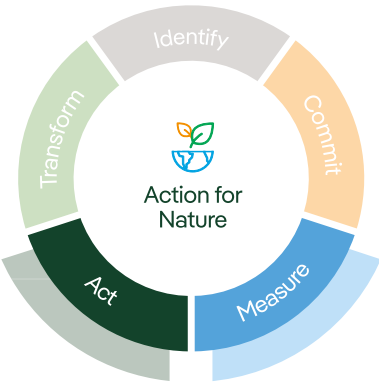 Identify
Commit
Measure
Act
Transform
Action for
Nature